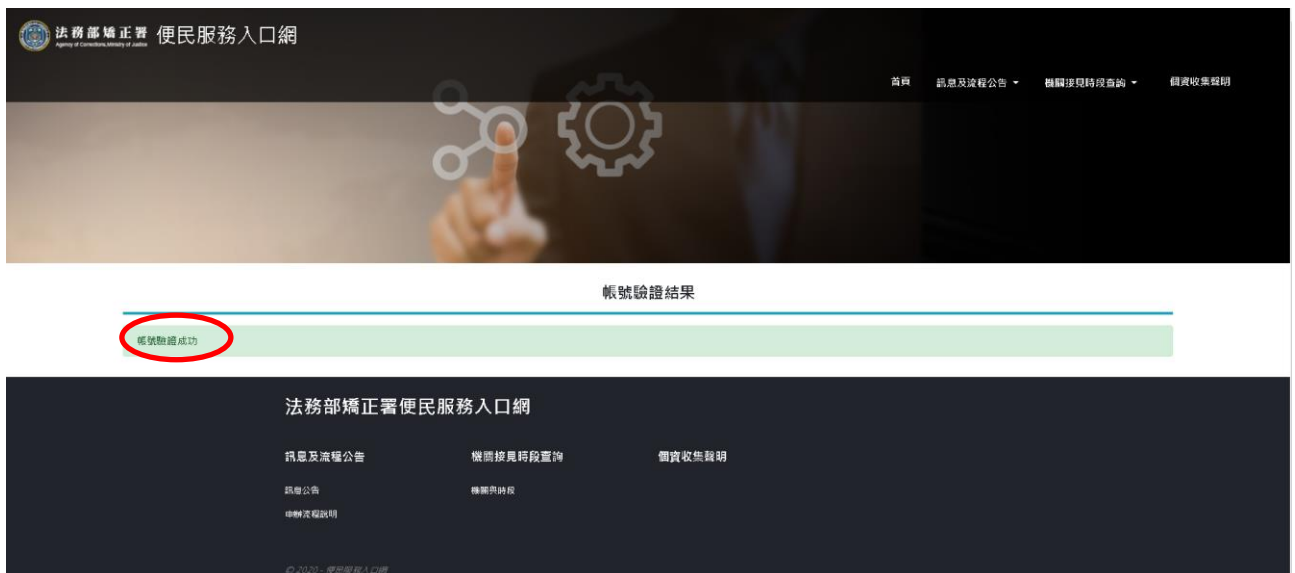 法務部矯正署 便民服務入口網
Agency of Corrections, Ministry of Justice
首頁 訊息及流程公告 機關接見時段查詢 個資收集聲明
帳號驗證結果
帳號驗證成功
法務部矯正署便民服務入口網
訊息及流程公告 機關接見時段查詢 個資收集聲明
訊息公告 機關與時段
申辦流程說明
© 2020 - 便民服務入口網